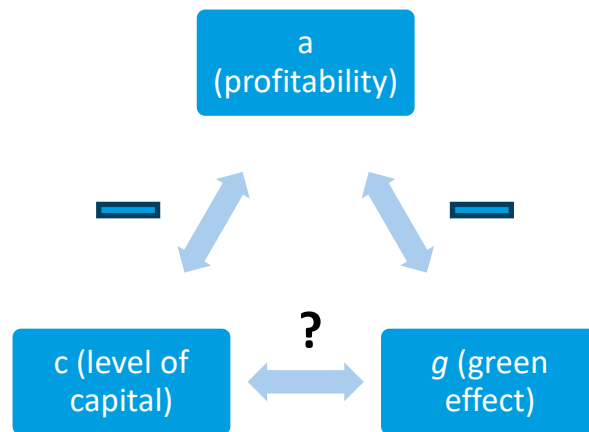 a
(profitability)
?
c (level of
capital)
g (green
effect)